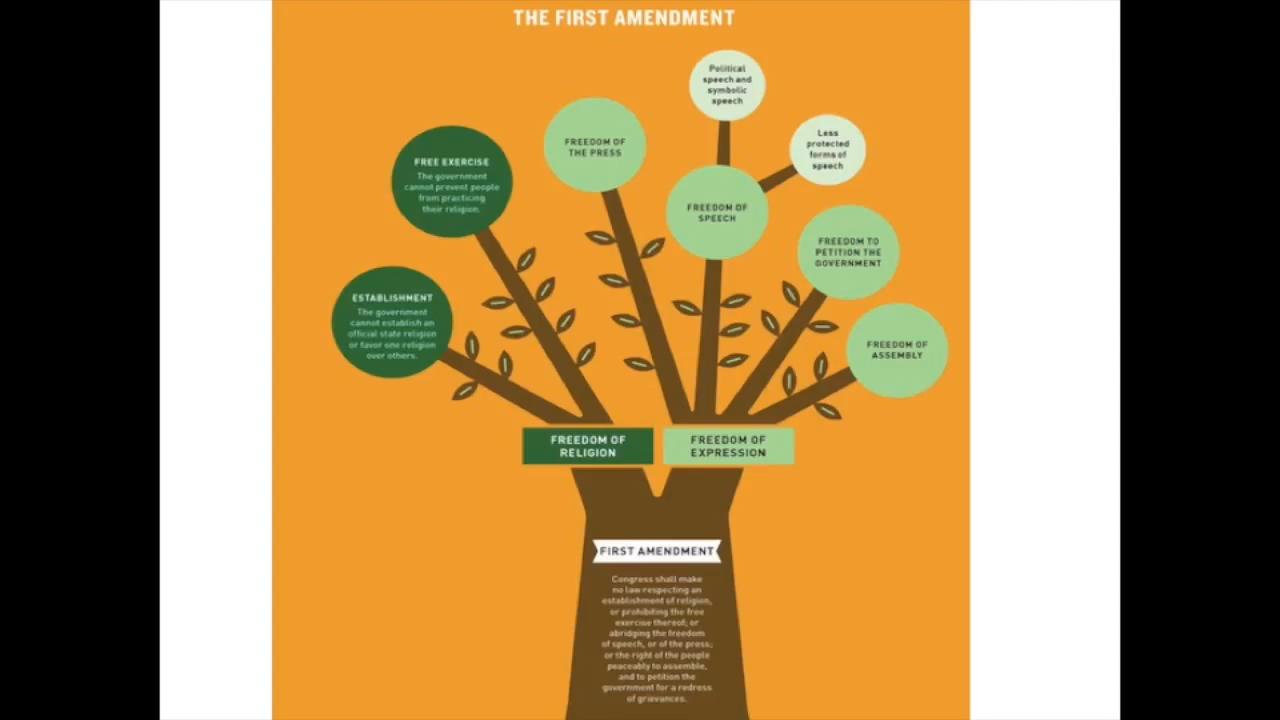 THE FIRST AMENDMENT
Political
speech and
symbolic
speech
Less
protected
forms of
speech
FREEDOM OF
THE PRESS
FREE EXERCISE
The government
cannot prevent people
from practicing
their religion.
FREEDOM OF
SPEECH
FREEDOM TO
PETITION THE
GOVERNMENT
ESTABLISHMENT
The government
cannot establish an
official state religion
or favor one religion
over others.
FREEDOM OF
ASSEMBLY
FREEDOM OF
RELIGION
FREEDOM OF
EXPRESSION
FIRST AMENDMENT
Congress shall make
no law respecting an
establishment of religion,
or prohibiting the free
exercise thereof; or
abridging the freedom
of speech, or of the press;
or the right of the people
peaceably to assemble,
and to petition the
government for a redress
of grievances.